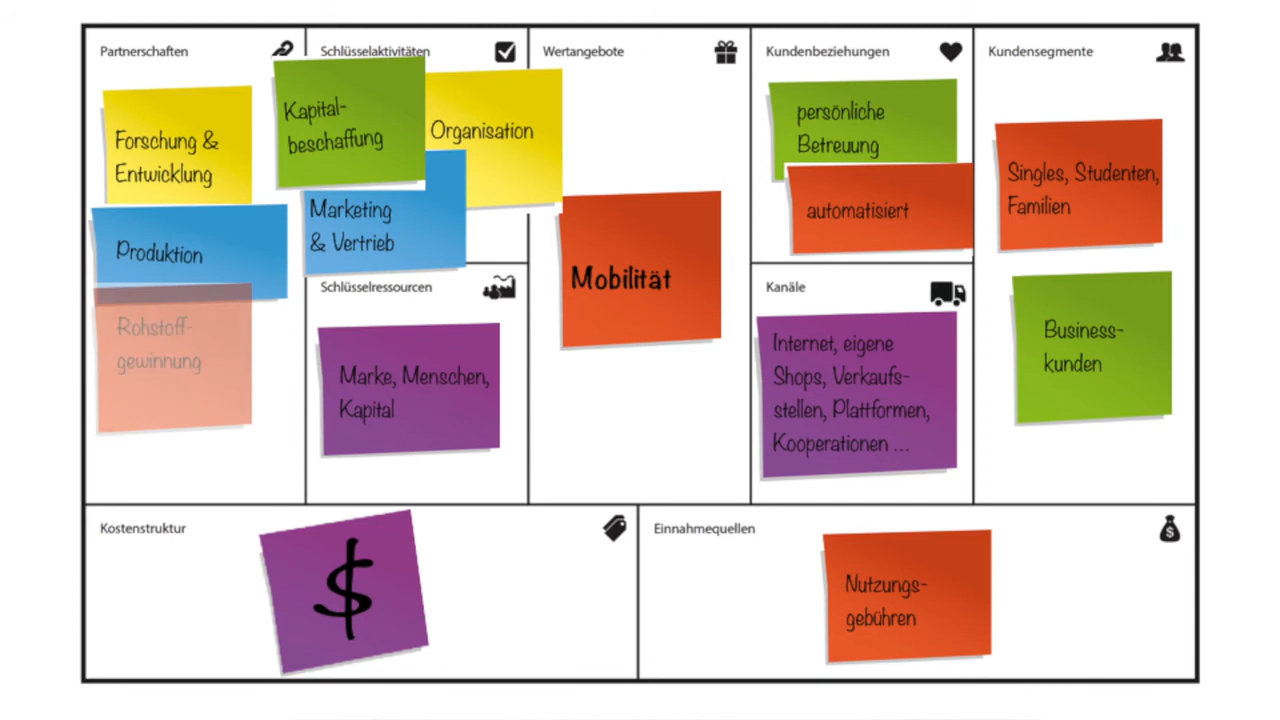 Partnerschaften
Forschung &
Entwicklung
Produktion
Rohstoff-
gewinnung
Schlüsselaktivitäten
Kapital-
beschaffung
Organisation
Marketing
& Vertrieb
Schlüsselressourcen
Marke, Menschen,
Kapital
Wertangebote
Mobilität
Kundenbeziehungen
persönliche
Betreuung
automatisiert
Kanäle
Internet, eigene
Shops, Verkaufs-
stellen, Plattformen,
Kooperationen ...
Kundensegmente
Singles, Studenten,
Familien
Business-
kunden
Kostenstruktur
$
Einnahmequellen
$
Nutzungs-
gebühren